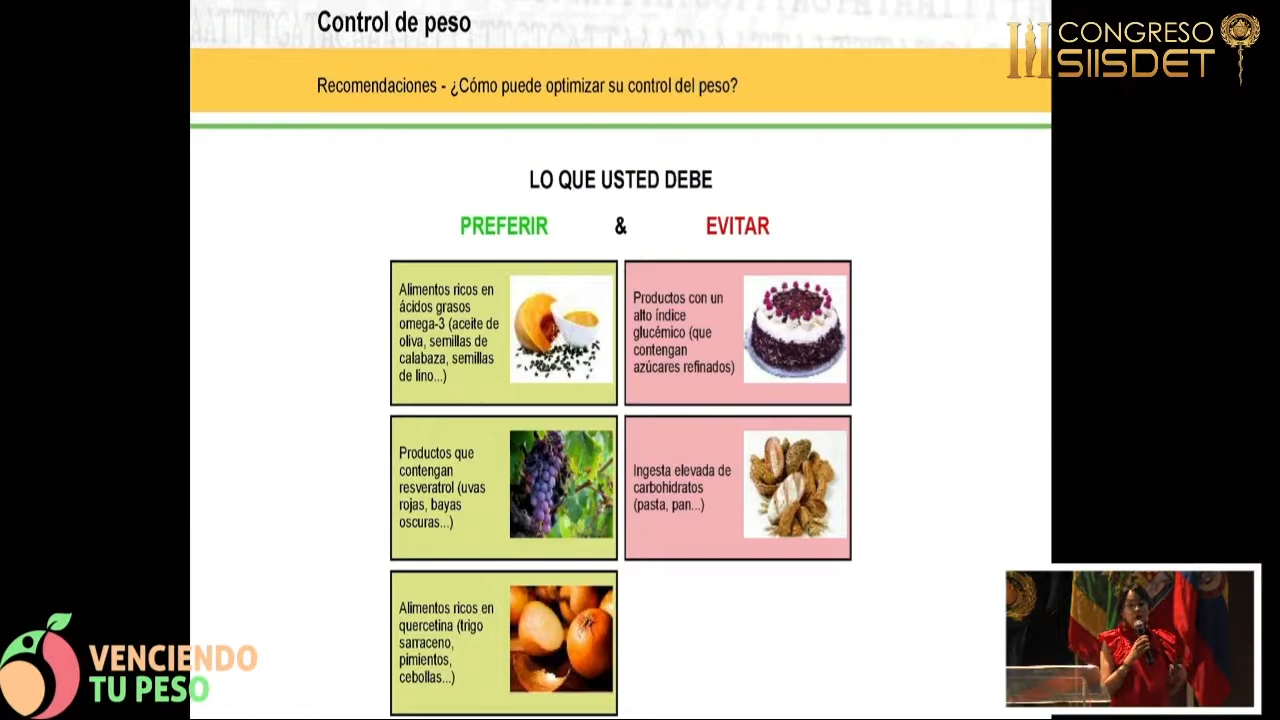 Control de peso
III CONGRESO
SIISDET
Recomendaciones - ¿Cómo puede optimizar su control del peso?
LO QUE USTED DEBE
PREFERIR & EVITAR
Alimentos ricos en
ácidos grasos
omega-3 (aceite de
oliva, semillas de
calabaza, semillas
de lino...)
Productos con un
alto índice
glucémico (que
contengan
azúcares refinados)
Productos que
contengan
resveratrol (uvas
rojas, bayas
oscuras...)
Ingesta elevada de
carbohidratos
(pasta, pan...)
Alimentos ricos en
quercetina (trigo
sarraceno,
pimientos,
cebollas...)
VENCIENDO
TU PESO